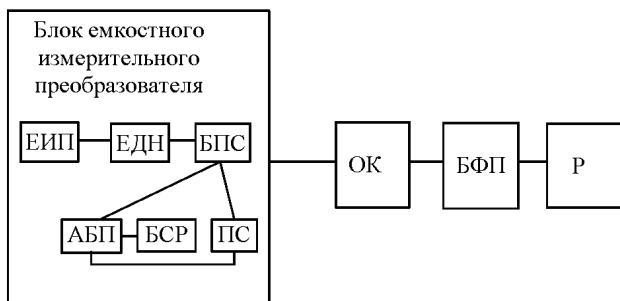 Блок емкостного
измерительного
преобразователя
ЕИП ЕДН БПС
ОК БФП Р
АБП БСР ПС